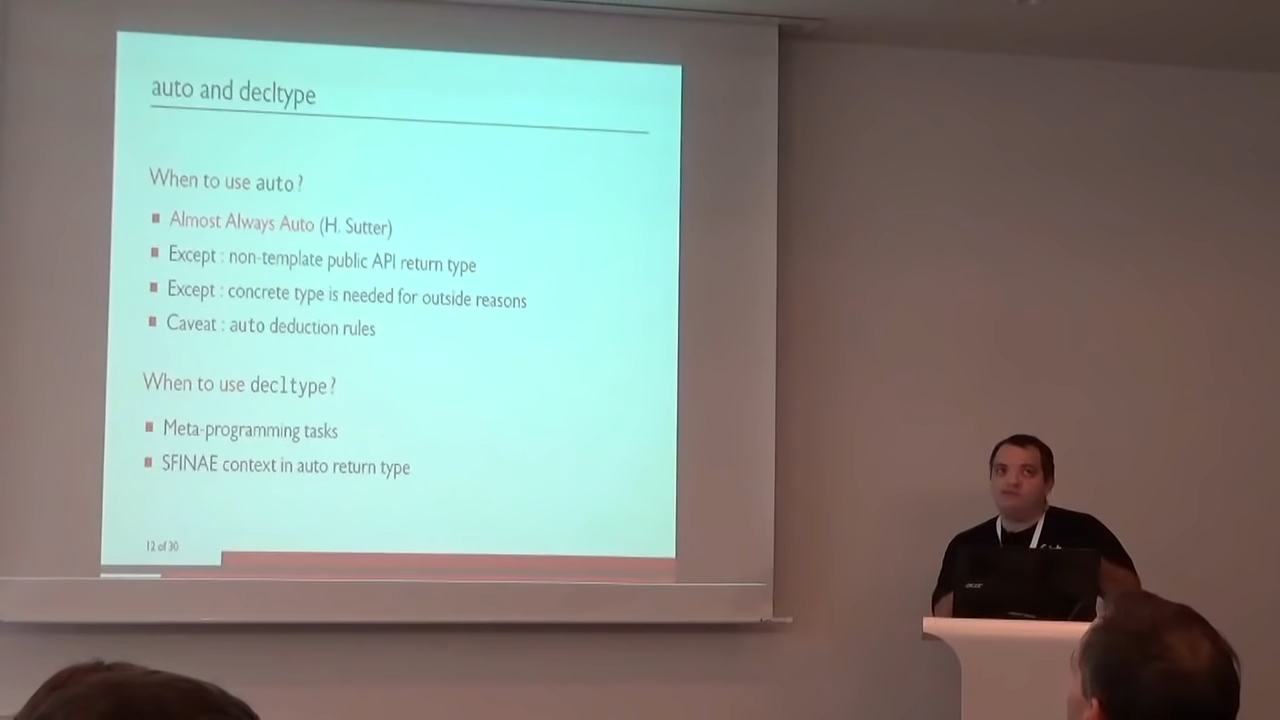 auto and decltype
When to use auto?
Almost Always Auto (H. Sutter)
Except : non-template public API return type
Except : concrete type is needed for outside reasons
Caveat : auto deduction rules
When to use decltype?
Meta-programming tasks
SFINAE context in auto return type
12 of 30
acer